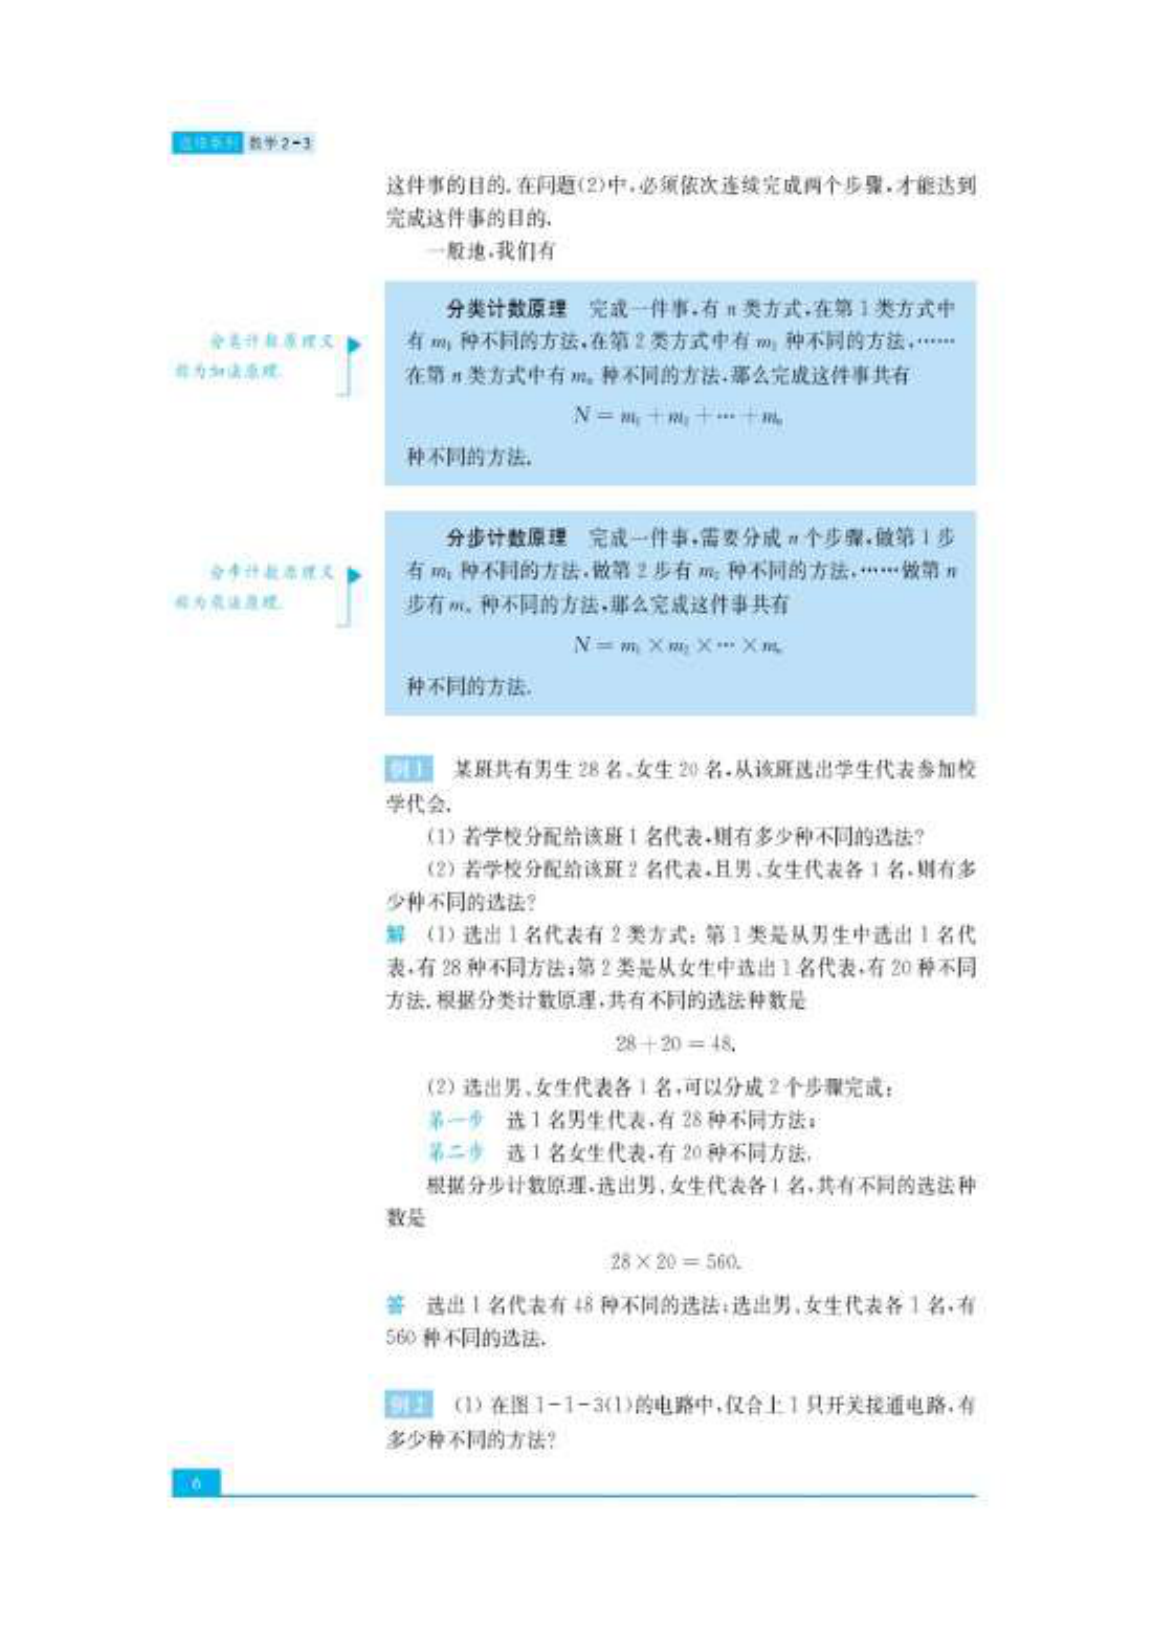 选修系列 数学2-3
这件事的目的.在问题(2)中,必须依次连续完成两个步骤,才能达到
完成这件事的目的.
一般地,我们有
分类计数原理 完成一件事,有 n 类方式,在第 1 类方式中
有 m₁ 种不同的方法,在第 2 类方式中有 m₂ 种不同的方法,……
在第 n 类方式中有 mₙ 种不同的方法.那么完成这件事共有
N = m₁ + m₂ + ⋯ + mₙ
种不同的方法.
分类计数原理又
称为加法原理.
分步计数原理 完成一件事,需要分成 n 个步骤,做第 1 步
有 m₁ 种不同的方法,做第 2 步有 m₂ 种不同的方法,……做第 n
步有 mₙ 种不同的方法,那么完成这件事共有
N = m₁ × m₂ × ⋯ × mₙ
种不同的方法.
分步计数原理又
称为乘法原理.
例1 某班共有男生 28 名、女生 20 名,从该班选出学生代表参加校
学代会.
(1) 若学校分配给该班 1 名代表,则有多少种不同的选法?
(2) 若学校分配给该班 2 名代表,且男、女生代表各 1 名,则有多
少种不同的选法?
解 (1) 选出 1 名代表有 2 类方式:第 1 类是从男生中选出 1 名代
表,有 28 种不同方法;第 2 类是从女生中选出 1 名代表,有 20 种不同
方法.根据分类计数原理,共有不同的选法种数是
28 + 20 = 48.
(2) 选出男、女生代表各 1 名,可以分成 2 个步骤完成:
第一步 选 1 名男生代表,有 28 种不同方法;
第二步 选 1 名女生代表,有 20 种不同方法.
根据分步计数原理,选出男、女生代表各 1 名,共有不同的选法种
数是
28 × 20 = 560.
答 选出 1 名代表有 48 种不同的选法;选出男、女生代表各 1 名,有
560 种不同的选法.
例2 (1) 在图 1-1-3(1)的电路中,仅合上 1 只开关接通电路,有
多少种不同的方法?
6